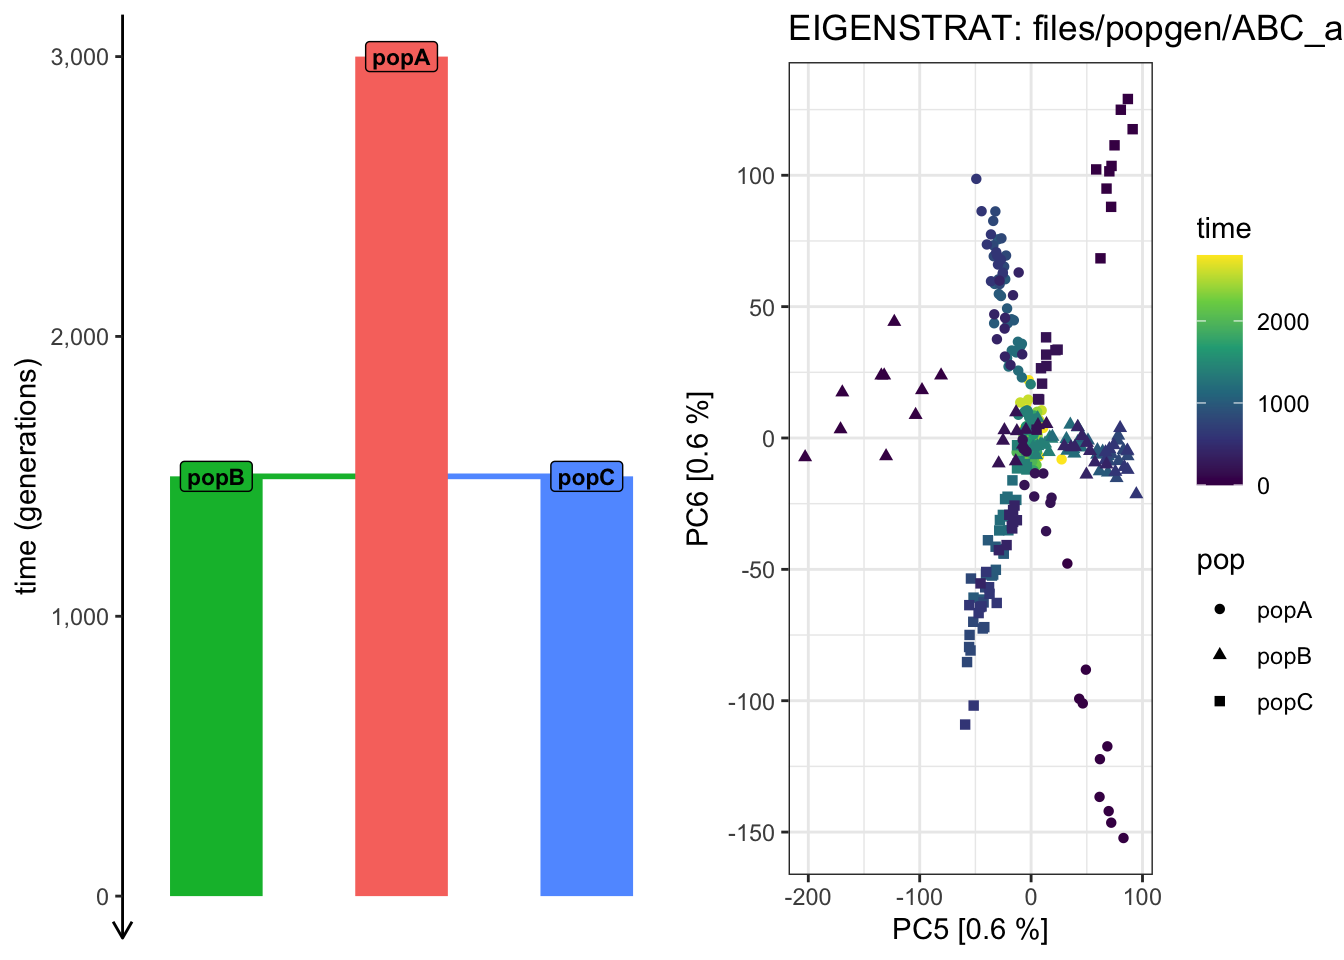 time (generations)
3,000
2,000
1,000
0
popA
popB
popC
EIGENSTRAT: files/popgen/ABC_a
PC6 [0.6 %]
100
50
0
-50
-100
-150
-200
-100
0
100
PC5 [0.6 %]
time
2000
1000
0
pop
popA
popB
popC